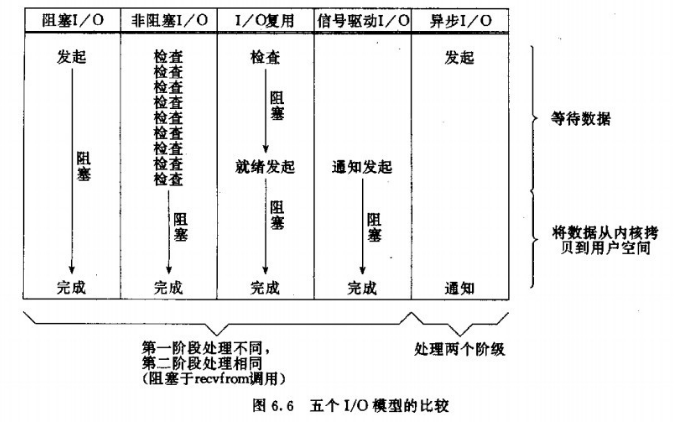 阻塞I/O 非阻塞I/O I/O复用 信号驱动I/O 异步I/O
发起 检查 检查 发起
检查
检查
检查
检查
检查
检查
检查
检查
阻塞
阻塞
就绪发起 通知发起
阻塞
阻塞
阻塞
完成 完成 完成 完成 通知
等待数据
将数据从内核拷
贝到用户空间
第一阶段处理不同，
第二阶段处理相同
(阻塞于recvfrom调用)
处理两个阶级
图 6.6 五个 I/O 模型的比较